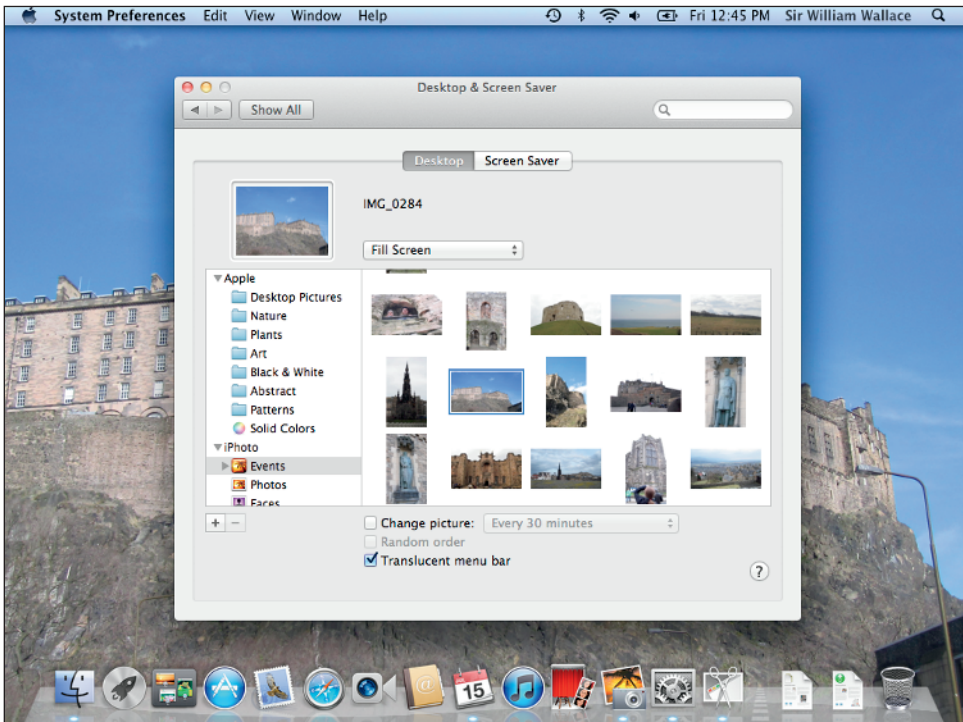 System Preferences Edit View Window Help Fri 12:45 PM Sir William Wallace
Desktop & Screen Saver
Show All
Desktop Screen Saver
IMG_0284
Fill Screen
Apple
Desktop Pictures
Nature
Plants
Art
Black & White
Abstract
Patterns
Solid Colors
iPhoto
Events
Photos
Faces
+ −
Change picture: Every 30 minutes
Random order
Translucent menu bar
?
@
15